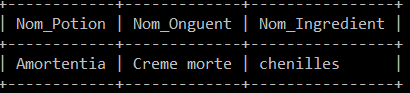 | Nom_Potion | Nom_Onguent | Nom_Ingredient |
| Amortentia | Creme morte | chenilles |